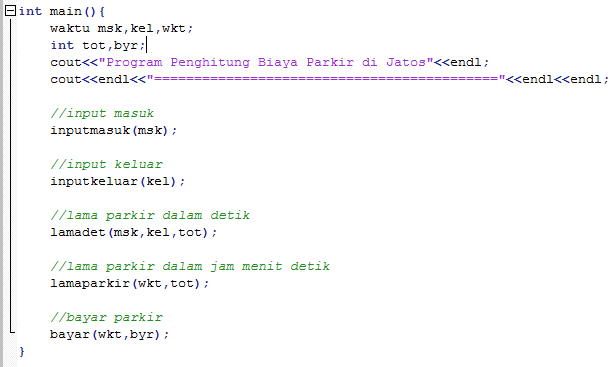 int main(){
waktu msk,kel,wkt;
int tot,byr;
cout<<"Program Penghitung Biaya Parkir di Jatos"<<endl;
cout<<endl<<"==========================================="<<endl<<endl;
//input masuk
inputmasuk(msk);
//input keluar
inputkeluar(kel);
//lama parkir dalam detik
lamadet(msk,kel,tot);
//lama parkir dalam jam menit detik
lamaparkir(wkt,tot);
//bayar parkir
bayar(wkt,byr);
}